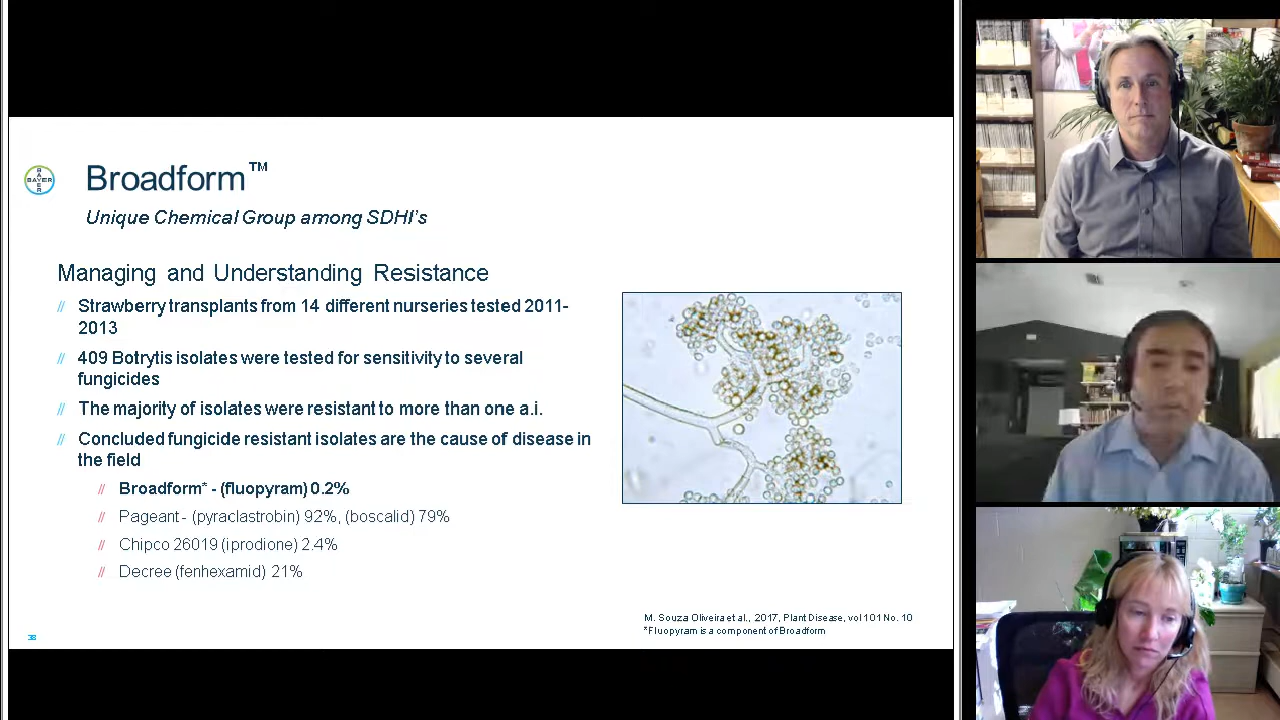 BAYER
BAYER
Broadform™
Unique Chemical Group among SDHI's
Managing and Understanding Resistance
// Strawberry transplants from 14 different nurseries tested 2011-
2013
// 409 Botrytis isolates were tested for sensitivity to several
fungicides
// The majority of isolates were resistant to more than one a.i.
// Concluded fungicide resistant isolates are the cause of disease in
the field
// Broadform* - (fluopyram) 0.2%
// Pageant - (pyraclastrobin) 92%, (boscalid) 79%
// Chipco 26019 (iprodione) 2.4%
// Decree (fenhexamid) 21%
M. Souza Oliveira et al., 2017, Plant Disease, vol 101 No. 10
*Fluopyram is a component of Broadform
38